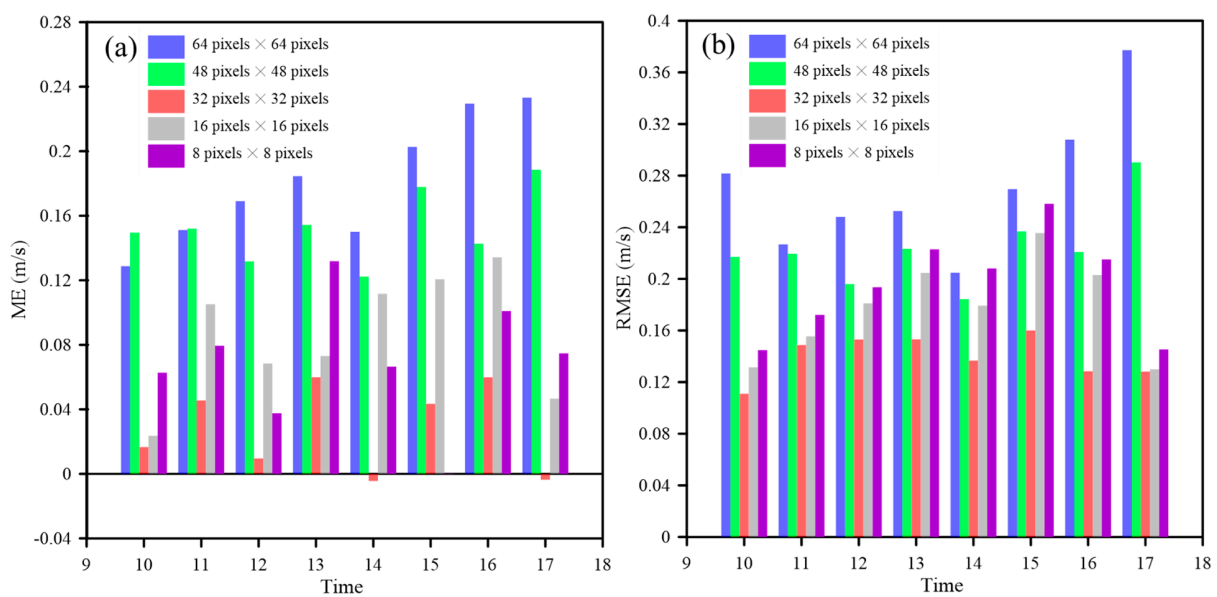 (a)
64 pixels × 64 pixels
48 pixels × 48 pixels
32 pixels × 32 pixels
16 pixels × 16 pixels
8 pixels × 8 pixels
0.28
0.24
0.2
0.16
0.12
0.08
0.04
0
-0.04
ME (m/s)
9 10 11 12 13 14 15 16 17 18
Time
(b)
64 pixels × 64 pixels
48 pixels × 48 pixels
32 pixels × 32 pixels
16 pixels × 16 pixels
8 pixels × 8 pixels
0.4
0.36
0.32
0.28
0.24
0.2
0.16
0.12
0.08
0.04
0
RMSE (m/s)
9 10 11 12 13 14 15 16 17 18
Time